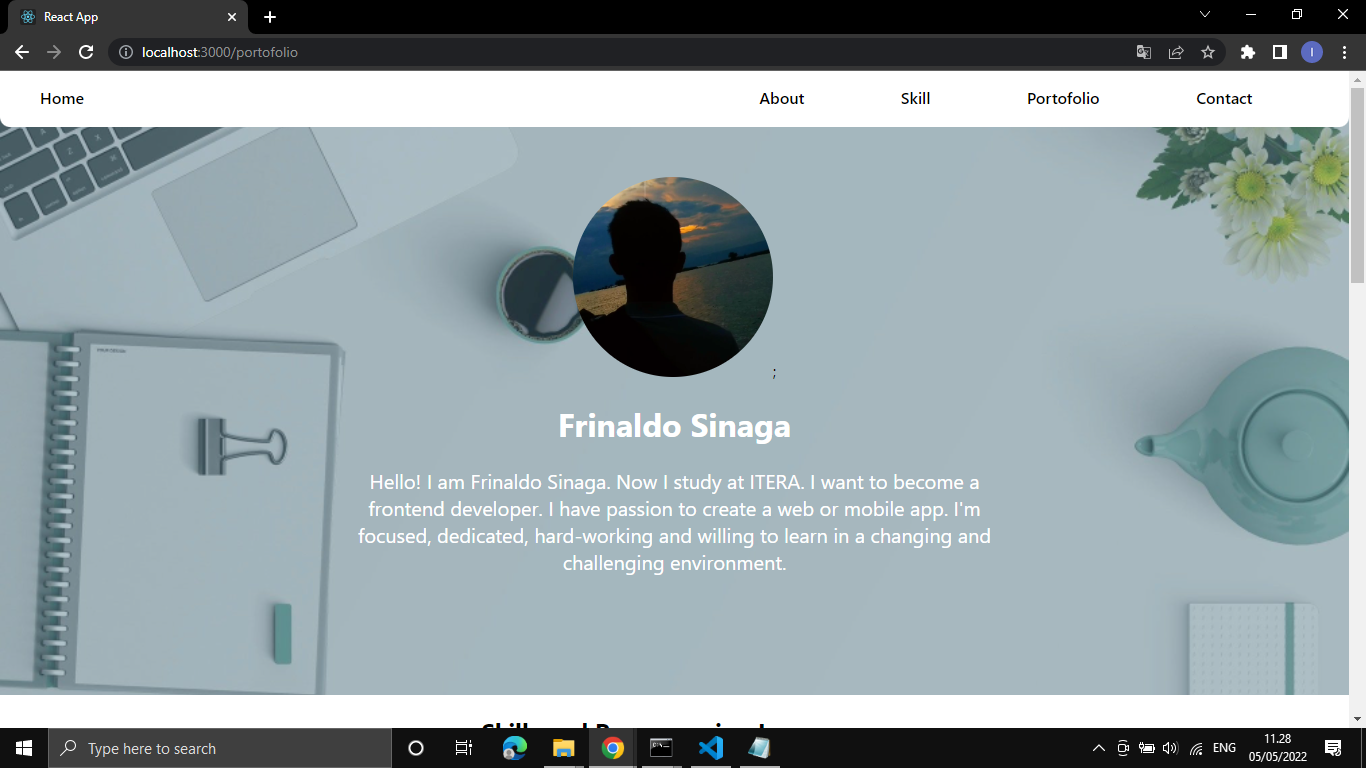 React App
localhost:3000/portofolio
I
Home
About
Skill
Portofolio
Contact
;
Frinaldo Sinaga
Hello! I am Frinaldo Sinaga. Now I study at ITERA. I want to become a
frontend developer. I have passion to create a web or mobile app. I'm
focused, dedicated, hard-working and willing to learn in a changing and
challenging environment.
Type here to search
ENG
11.28
05/05/2022